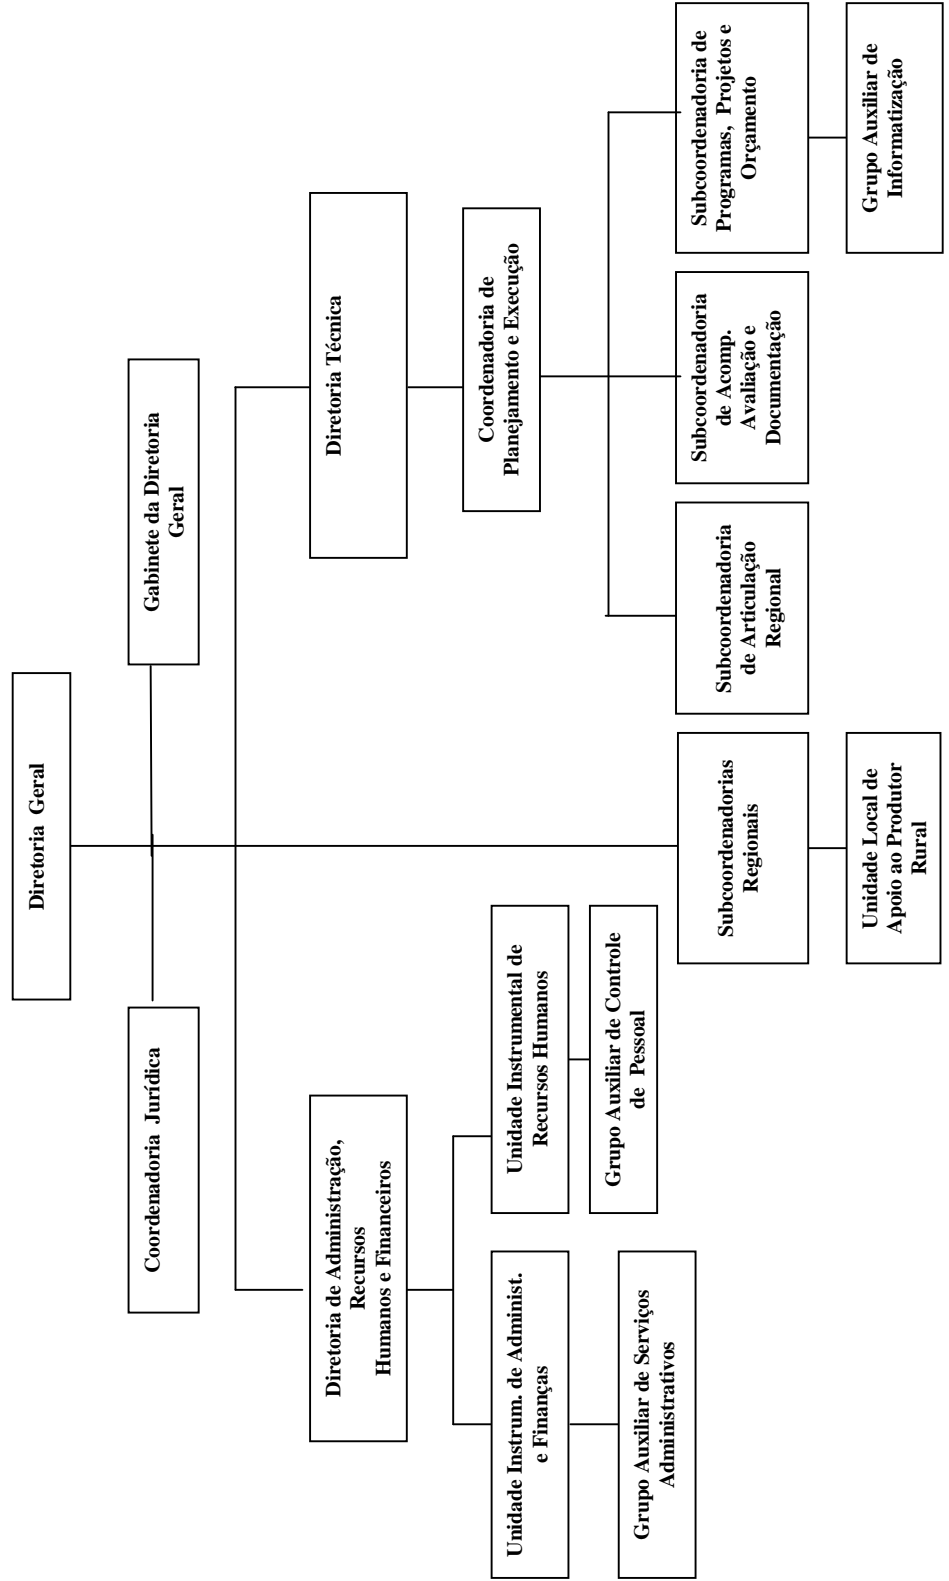 Diretoria Geral
Coordenadoria Jurídica
Gabinete da Diretoria
Geral
Diretoria de Administração,
Recursos
Humanos e Financeiros
Diretoria Técnica
Coordenadoria de
Planejamento e Execução
Unidade Instrum. de Administ.
e Finanças
Unidade Instrumental de
Recursos Humanos
Grupo Auxiliar de Serviços
Administrativos
Grupo Auxiliar de Controle
de Pessoal
Subcoordenadorias
Regionais
Subcoordenadoria
de Articulação
Regional
Subcoordenadoria
de Acomp.
Avaliação e
Documentação
Subcoordenadoria de
Programas, Projetos e
Orçamento
Unidade Local de
Apoio ao Produtor
Rural
Grupo Auxiliar de
Informatização